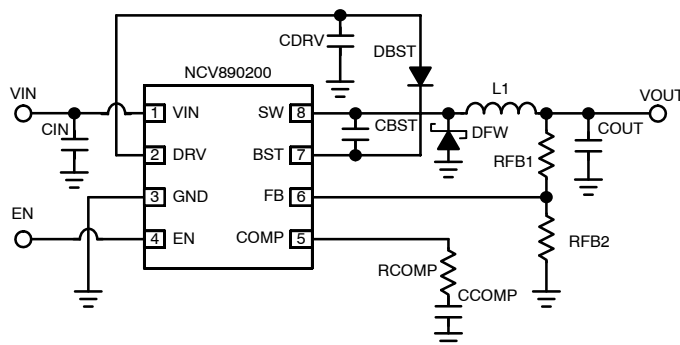 CDRV
DBST
NCV890200
VIN
L1
VOUT
1 VIN
SW 8
CIN
CBST
DFW
COUT
2 DRV
BST 7
RFB1
3 GND
FB 6
EN
4 EN
COMP 5
RFB2
RCOMP
CCOMP